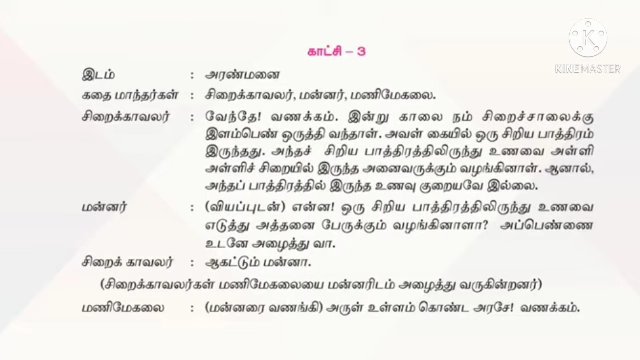 காட்சி – 3
KINEMASTER
இடம் : அரண்மனை
கதை மாந்தர்கள் : சிறைக்காவலர், மன்னர், மணிமேகலை.
சிறைக்காவலர் : வேந்தே! வணக்கம். இன்று காலை நம் சிறைச்சாலைக்கு
இளம்பெண் ஒருத்தி வந்தாள். அவள் கையில் ஒரு சிறிய பாத்திரம்
இருந்தது. அந்தச் சிறிய பாத்திரத்திலிருந்து உணவை அள்ளி
அள்ளிச் சிறையில் இருந்த அனைவருக்கும் வழங்கினாள். ஆனால்,
அந்தப் பாத்திரத்தில் இருந்த உணவு குறையவே இல்லை.
மன்னர் : (வியப்புடன்) என்ன! ஒரு சிறிய பாத்திரத்திலிருந்து உணவை
எடுத்து அத்தனை பேருக்கும் வழங்கினாளா? அப்பெண்ணை
உடனே அழைத்து வா.
சிறைக் காவலர் : ஆகட்டும் மன்னா.
(சிறைக்காவலர்கள் மணிமேகலையை மன்னரிடம் அழைத்து வருகின்றனர்)
மணிமேகலை : (மன்னரை வணங்கி) அருள் உள்ளம் கொண்ட அரசே! வணக்கம்.